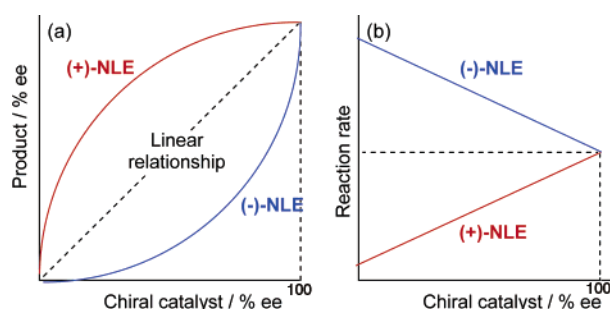 (a)
(+)-NLE
Product / % ee
Linear
relationship
(-)-NLE
100
Chiral catalyst / % ee
(b)
(-)-NLE
Reaction rate
(+)-NLE
100
Chiral catalyst / % ee